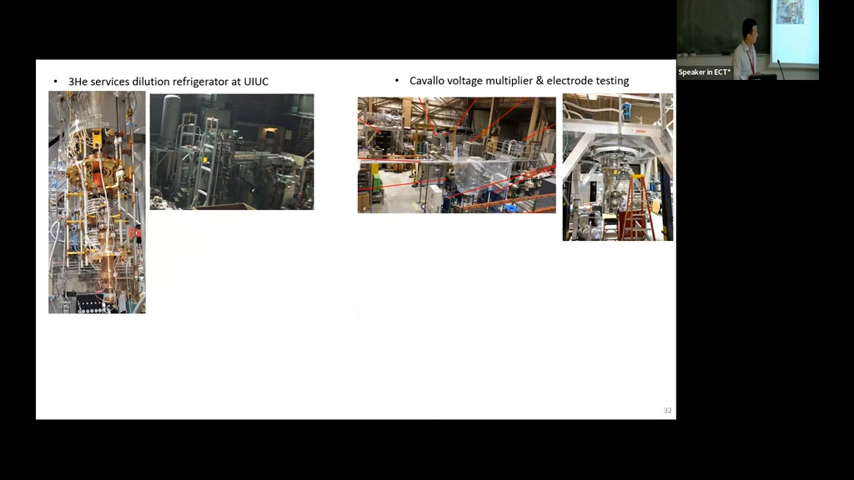 • 3He services dilution refrigerator at UIUC
• Cavallo voltage multiplier & electrode testing
Speaker in ECT*
32